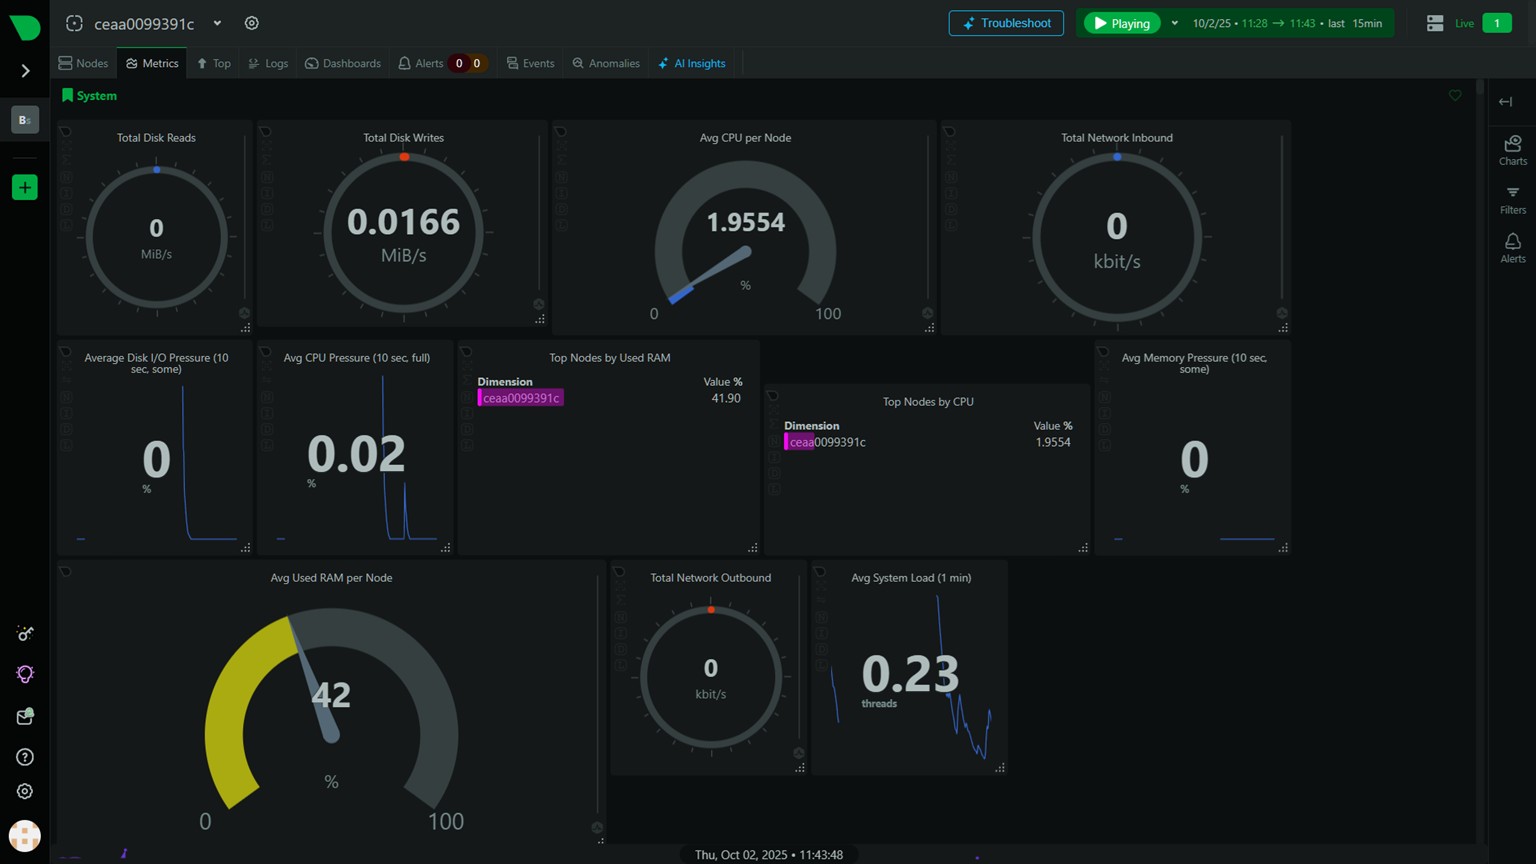 ceaa0099391c
Troubleshoot
Playing
10/2/25 • 11:28 → 11:43 • last 15min
Live
1
Nodes
Metrics
Top
Logs
Dashboards
Alerts
0
0
Events
Anomalies
AI Insights
Bs
System
Total Disk Reads
0
MiB/s
Total Disk Writes
0.0166
MiB/s
Avg CPU per Node
1.9554
%
0
100
Total Network Inbound
0
kbit/s
Charts
Filters
Alerts
Average Disk I/O Pressure (10
sec, some)
0
%
Avg CPU Pressure (10 sec, full)
0.02
%
Top Nodes by Used RAM
Dimension Value %
ceaa0099391c 41.90
Top Nodes by CPU
Dimension Value %
ceaa0099391c 1.9554
Avg Memory Pressure (10 sec,
some)
0
%
Avg Used RAM per Node
42
%
0
100
Total Network Outbound
0
kbit/s
Avg System Load (1 min)
0.23
threads
Thu, Oct 02, 2025 • 11:43:48